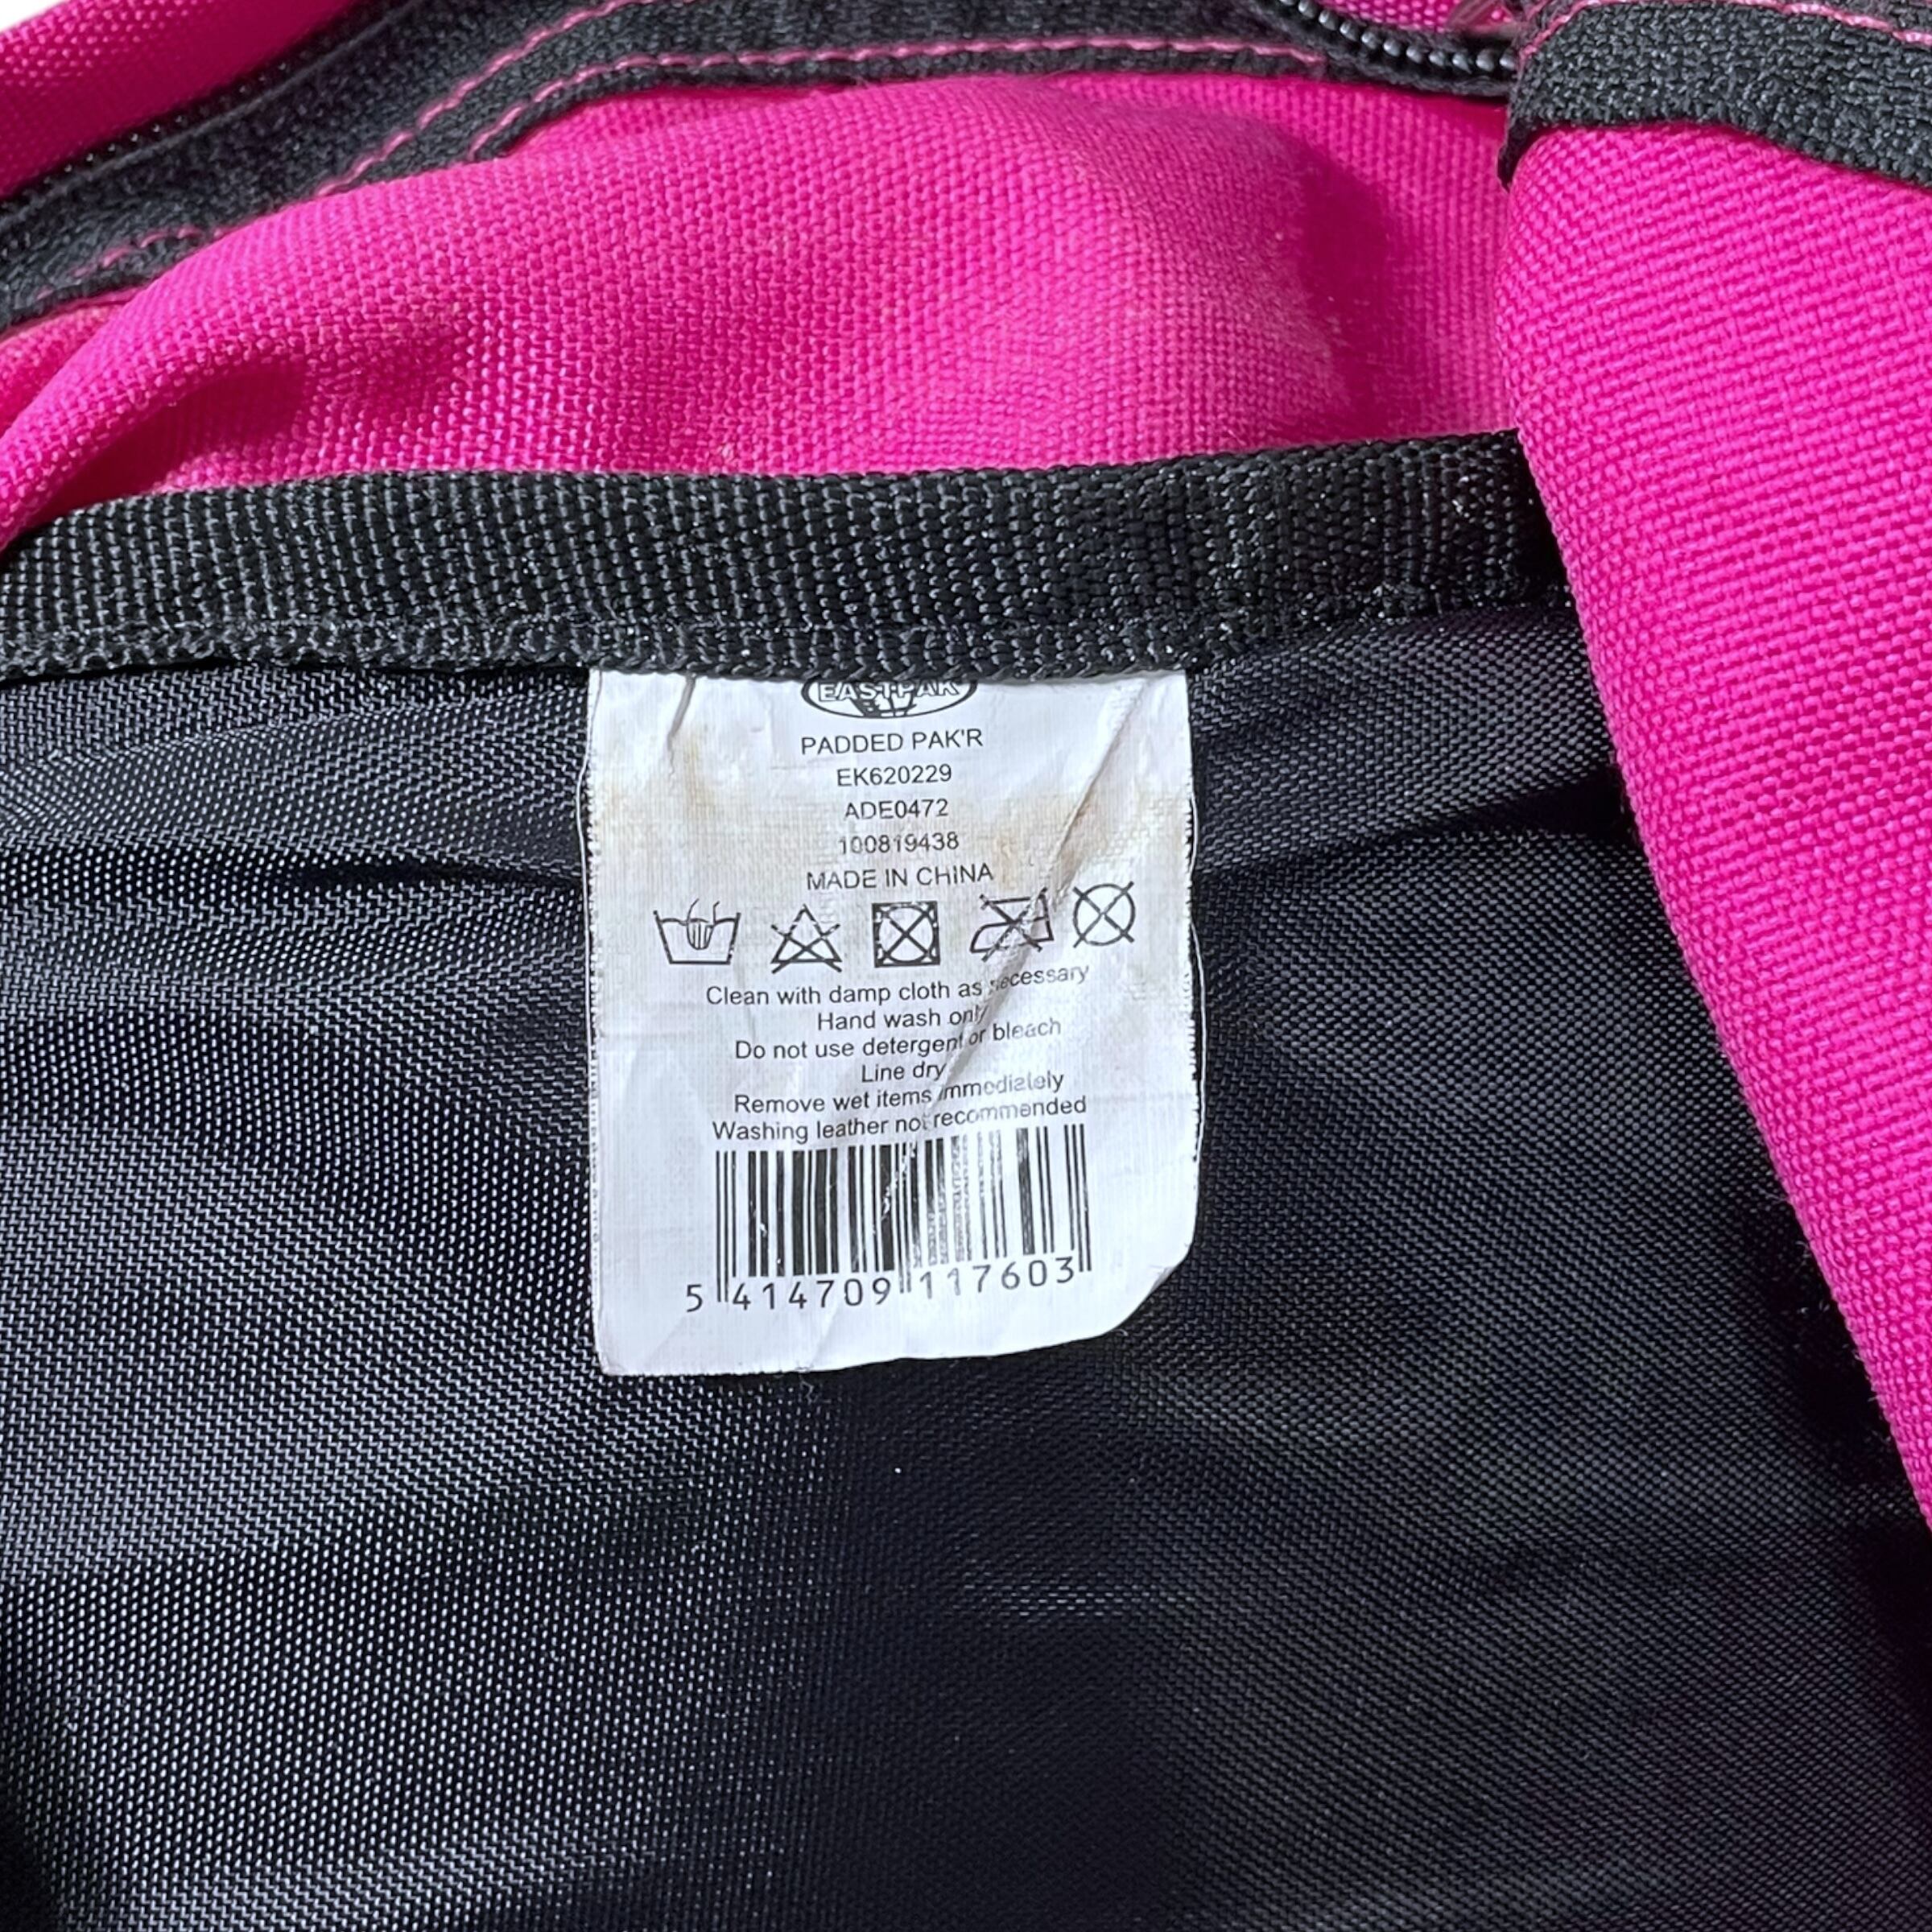 EASTPAK
PADDED PAK'R
EK620229
ADE0472
100819438
MADE IN CHINA
Clean with damp cloth as necessary
Hand wash only
Do not use detergent or bleach
Line dry
Remove wet items immediately
Washing leather not recommended
5 414709 117603